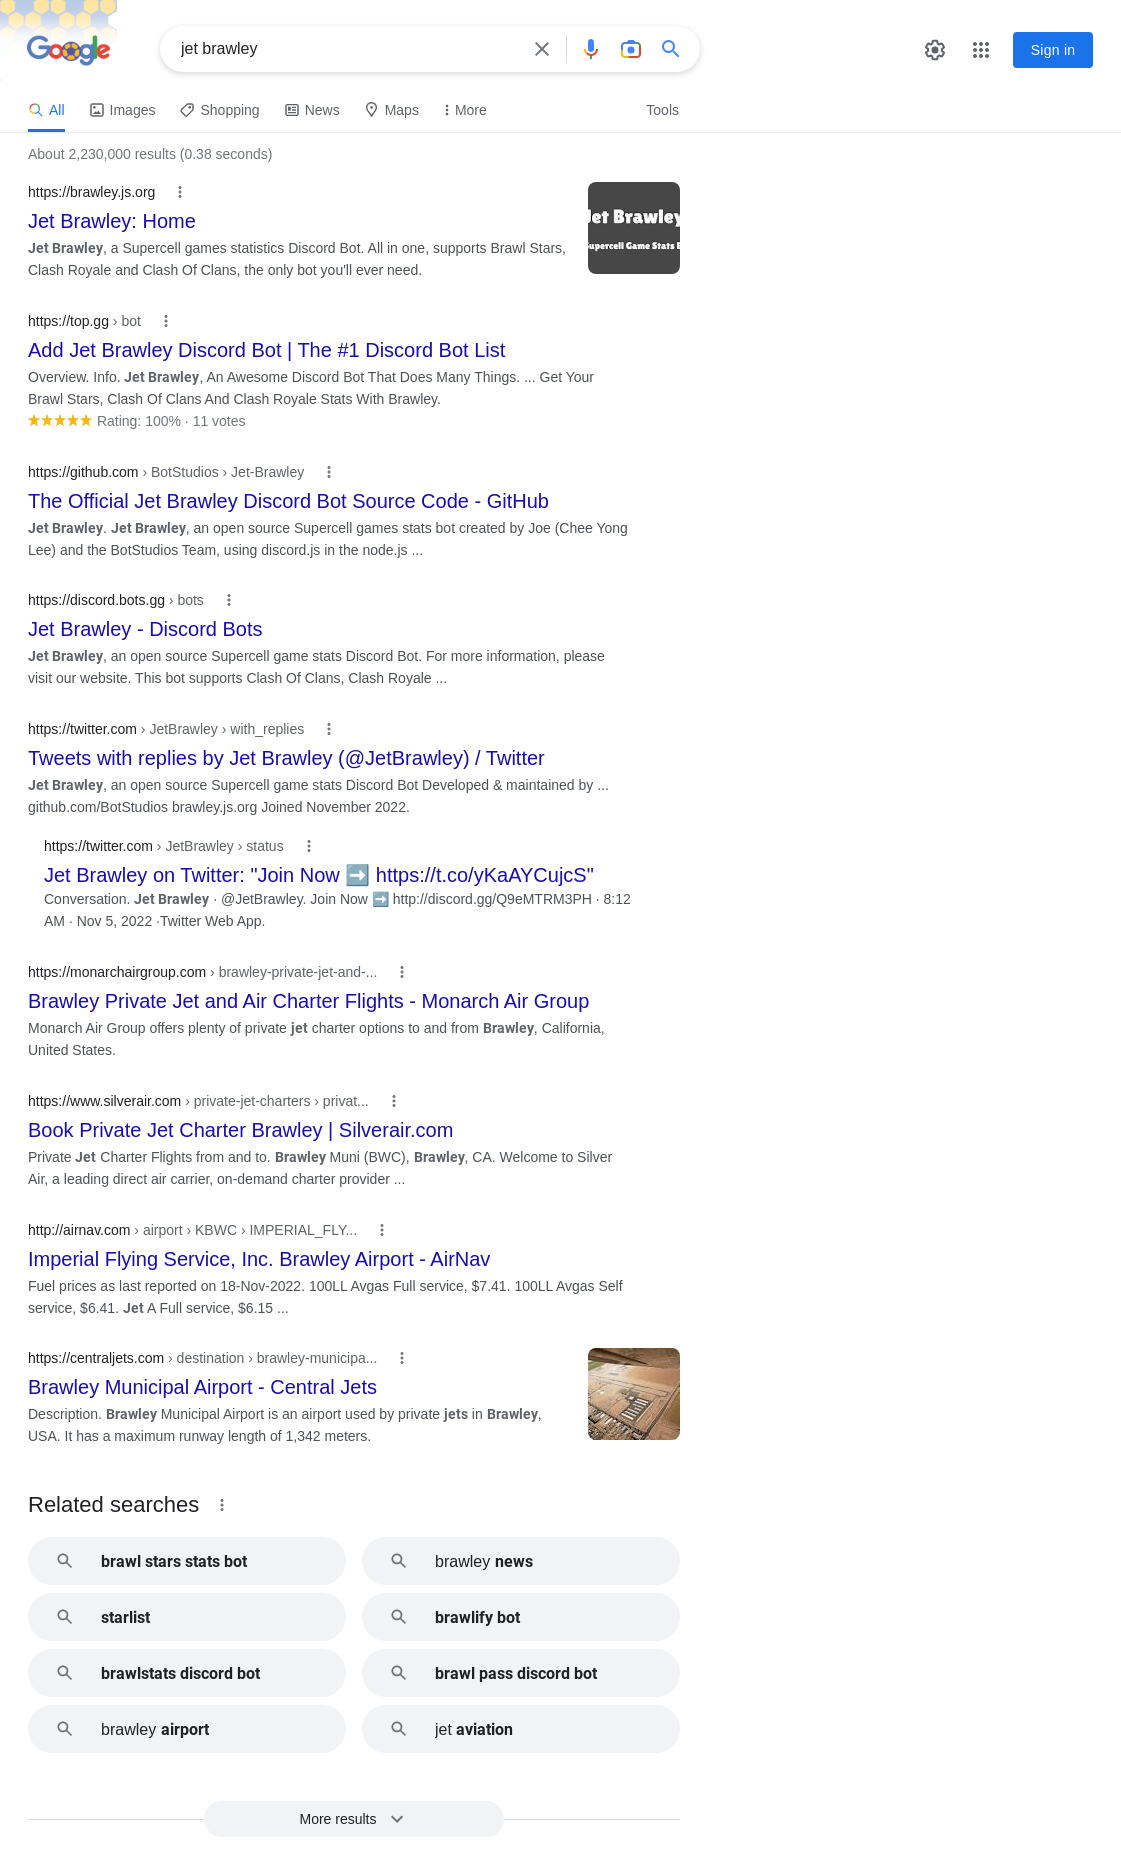 Google
jet brawley
Sign in
All
Images
Shopping
News
Maps
More
Tools
About 2,230,000 results (0.38 seconds)
https://brawley.js.org
Jet Brawley: Home
Jet Brawley, a Supercell games statistics Discord Bot. All in one, supports Brawl Stars,
Clash Royale and Clash Of Clans, the only bot you'll ever need.
Jet Brawley
Supercell Game Stats B
https://top.gg › bot
Add Jet Brawley Discord Bot | The #1 Discord Bot List
Overview. Info. Jet Brawley, An Awesome Discord Bot That Does Many Things. ... Get Your
Brawl Stars, Clash Of Clans And Clash Royale Stats With Brawley.
Rating: 100% · 11 votes
https://github.com › BotStudios › Jet-Brawley
The Official Jet Brawley Discord Bot Source Code - GitHub
Jet Brawley. Jet Brawley, an open source Supercell games stats bot created by Joe (Chee Yong
Lee) and the BotStudios Team, using discord.js in the node.js ...
https://discord.bots.gg › bots
Jet Brawley - Discord Bots
Jet Brawley, an open source Supercell game stats Discord Bot. For more information, please
visit our website. This bot supports Clash Of Clans, Clash Royale ...
https://twitter.com › JetBrawley › with_replies
Tweets with replies by Jet Brawley (@JetBrawley) / Twitter
Jet Brawley, an open source Supercell game stats Discord Bot Developed & maintained by ...
github.com/BotStudios brawley.js.org Joined November 2022.
https://twitter.com › JetBrawley › status
Jet Brawley on Twitter: "Join Now ➡️ https://t.co/yKaAYCujcS"
Conversation. Jet Brawley · @JetBrawley. Join Now ➡️ http://discord.gg/Q9eMTRM3PH · 8:12
AM · Nov 5, 2022 ·Twitter Web App.
https://monarchairgroup.com › brawley-private-jet-and-...
Brawley Private Jet and Air Charter Flights - Monarch Air Group
Monarch Air Group offers plenty of private jet charter options to and from Brawley, California,
United States.
https://www.silverair.com › private-jet-charters › privat...
Book Private Jet Charter Brawley | Silverair.com
Private Jet Charter Flights from and to. Brawley Muni (BWC), Brawley, CA. Welcome to Silver
Air, a leading direct air carrier, on-demand charter provider ...
http://airnav.com › airport › KBWC › IMPERIAL_FLY...
Imperial Flying Service, Inc. Brawley Airport - AirNav
Fuel prices as last reported on 18-Nov-2022. 100LL Avgas Full service, $7.41. 100LL Avgas Self
service, $6.41. Jet A Full service, $6.15 ...
https://centraljets.com › destination › brawley-municipa...
Brawley Municipal Airport - Central Jets
Description. Brawley Municipal Airport is an airport used by private jets in Brawley,
USA. It has a maximum runway length of 1,342 meters.
Related searches
brawl stars stats bot
brawley news
starlist
brawlify bot
brawlstats discord bot
brawl pass discord bot
brawley airport
jet aviation
More results